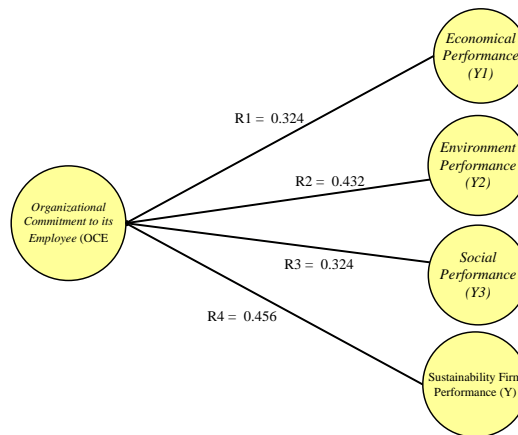 Economical
Performance
(Y1)
R1 = 0.324
Environment
Performance
(Y2)
R2 = 0.432
Organizational
Commitment to its
Employee (OCE
R3 = 0.324
Social
Performance
(Y3)
R4 = 0.456
Sustainability Firm
Performance (Y)